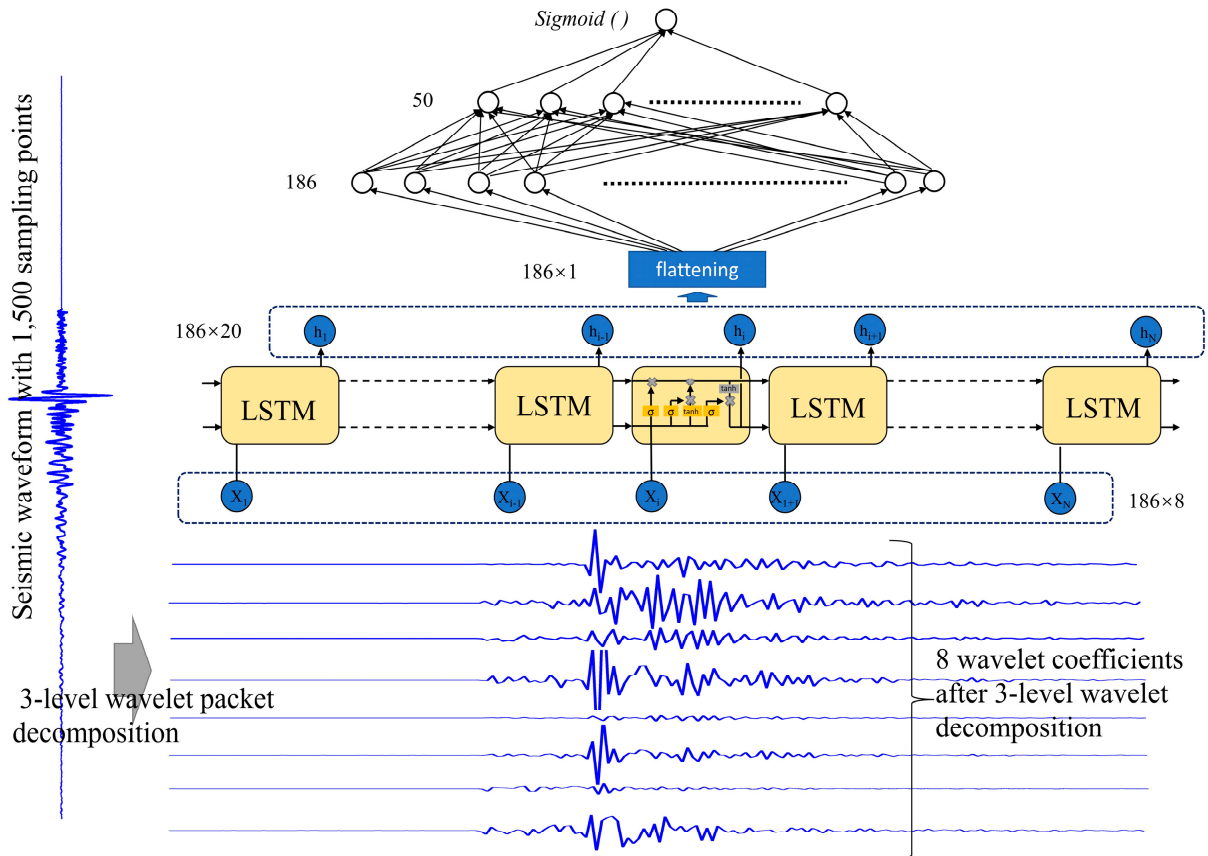 Sigmoid ( )
50
186
186×1
flattening
186×20
h1
hi-1
hi
hi+1
hN
LSTM
LSTM
σ
σ
tanh
σ
tanh
LSTM
LSTM
X1
Xi-1
Xi
X1+1
XN
186×8
Seismic waveform with 1,500 sampling points
3-level wavelet packet
decomposition
8 wavelet coefficients
after 3-level wavelet
decomposition